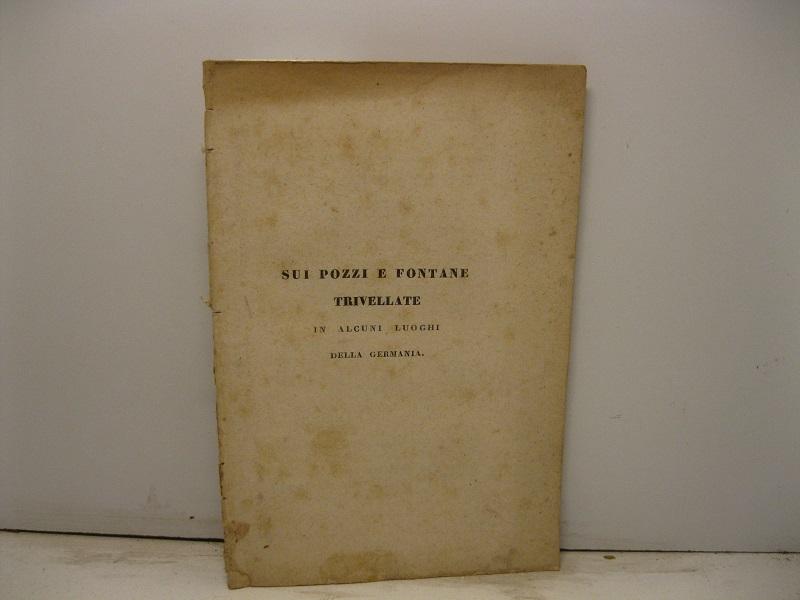 SUI POZZI E FONTANE
TRIVELLATE
IN ALCUNI LUOGHI
DELLA GERMANIA.